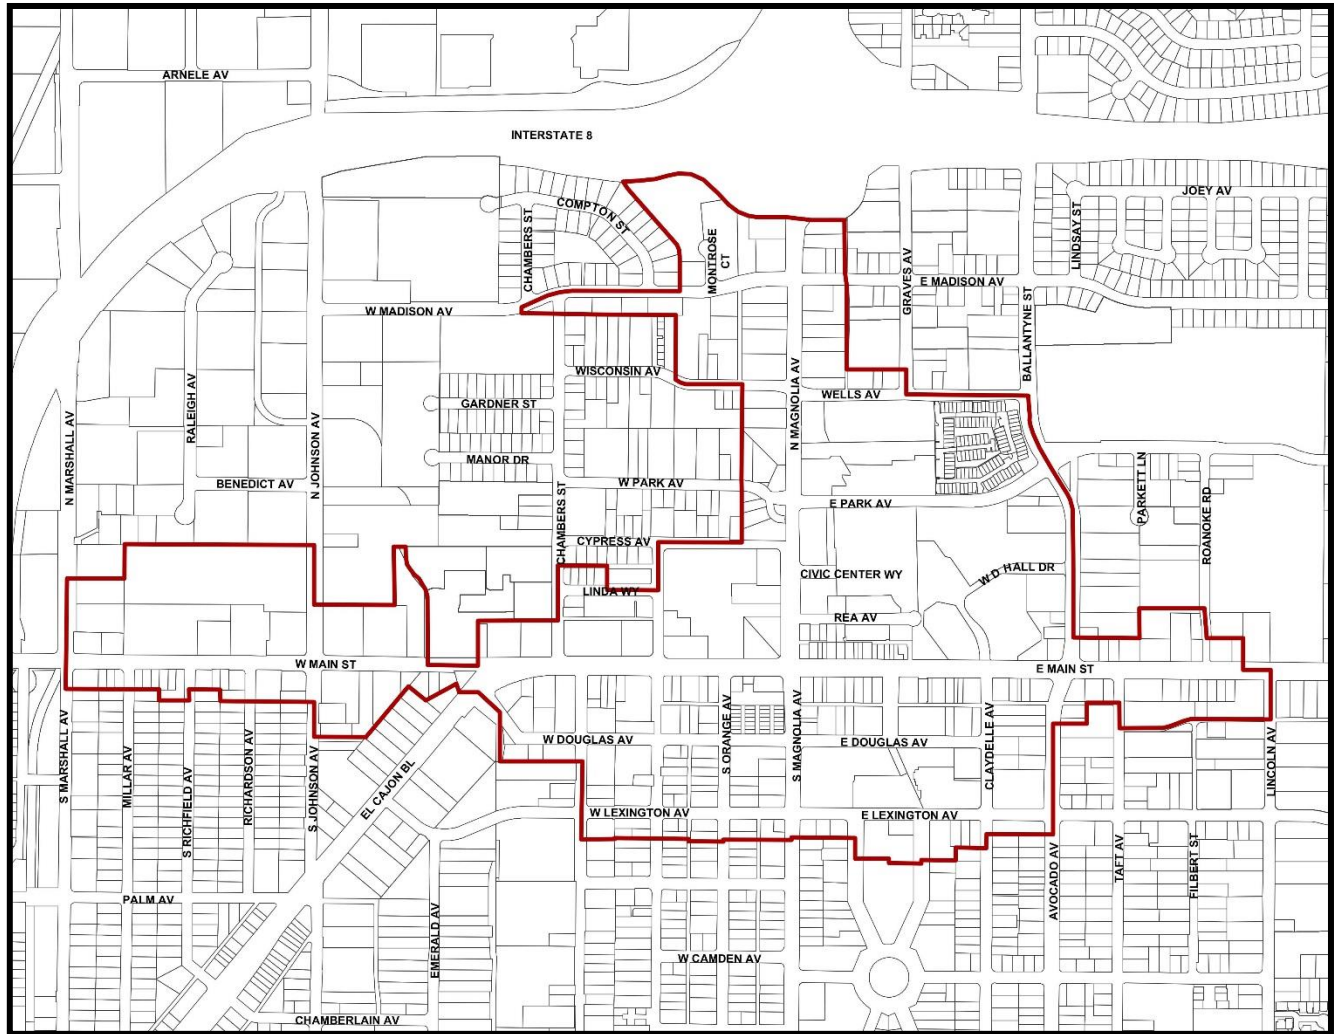 ARNELE AV
INTERSTATE 8
JOEY AV
COMPTON ST
CHAMBERS ST
MONTROSE
CT
LINDSAY ST
GRAVES AV
E MADISON AV
BALLANTYNE ST
W MADISON AV
WISCONSIN AV
N MAGNOLIA AV
WELLS AV
RALEIGH AV
GARDNER ST
N MARSHALL AV
N JOHNSON AV
MANOR DR
BENEDICT AV
W PARK AV
PARKETT LN
ROANOKE RD
E PARK AV
CHAMBERS ST
CYPRESS AV
CIVIC CENTER WY
W D HALL DR
LINDA WY
REA AV
W MAIN ST
E MAIN ST
S MARSHALL AV
MILLAR AV
S RICHFIELD AV
RICHARDSON AV
S JOHNSON AV
EL CAJON BL
W DOUGLAS AV
S ORANGE AV
S MAGNOLIA AV
E DOUGLAS AV
CLAYDELLE AV
LINCOLN AV
W LEXINGTON AV
E LEXINGTON AV
AVOCADO AV
TAFT AV
FILBERT ST
PALM AV
EMERALD AV
W CAMDEN AV
CHAMBERLAIN AV